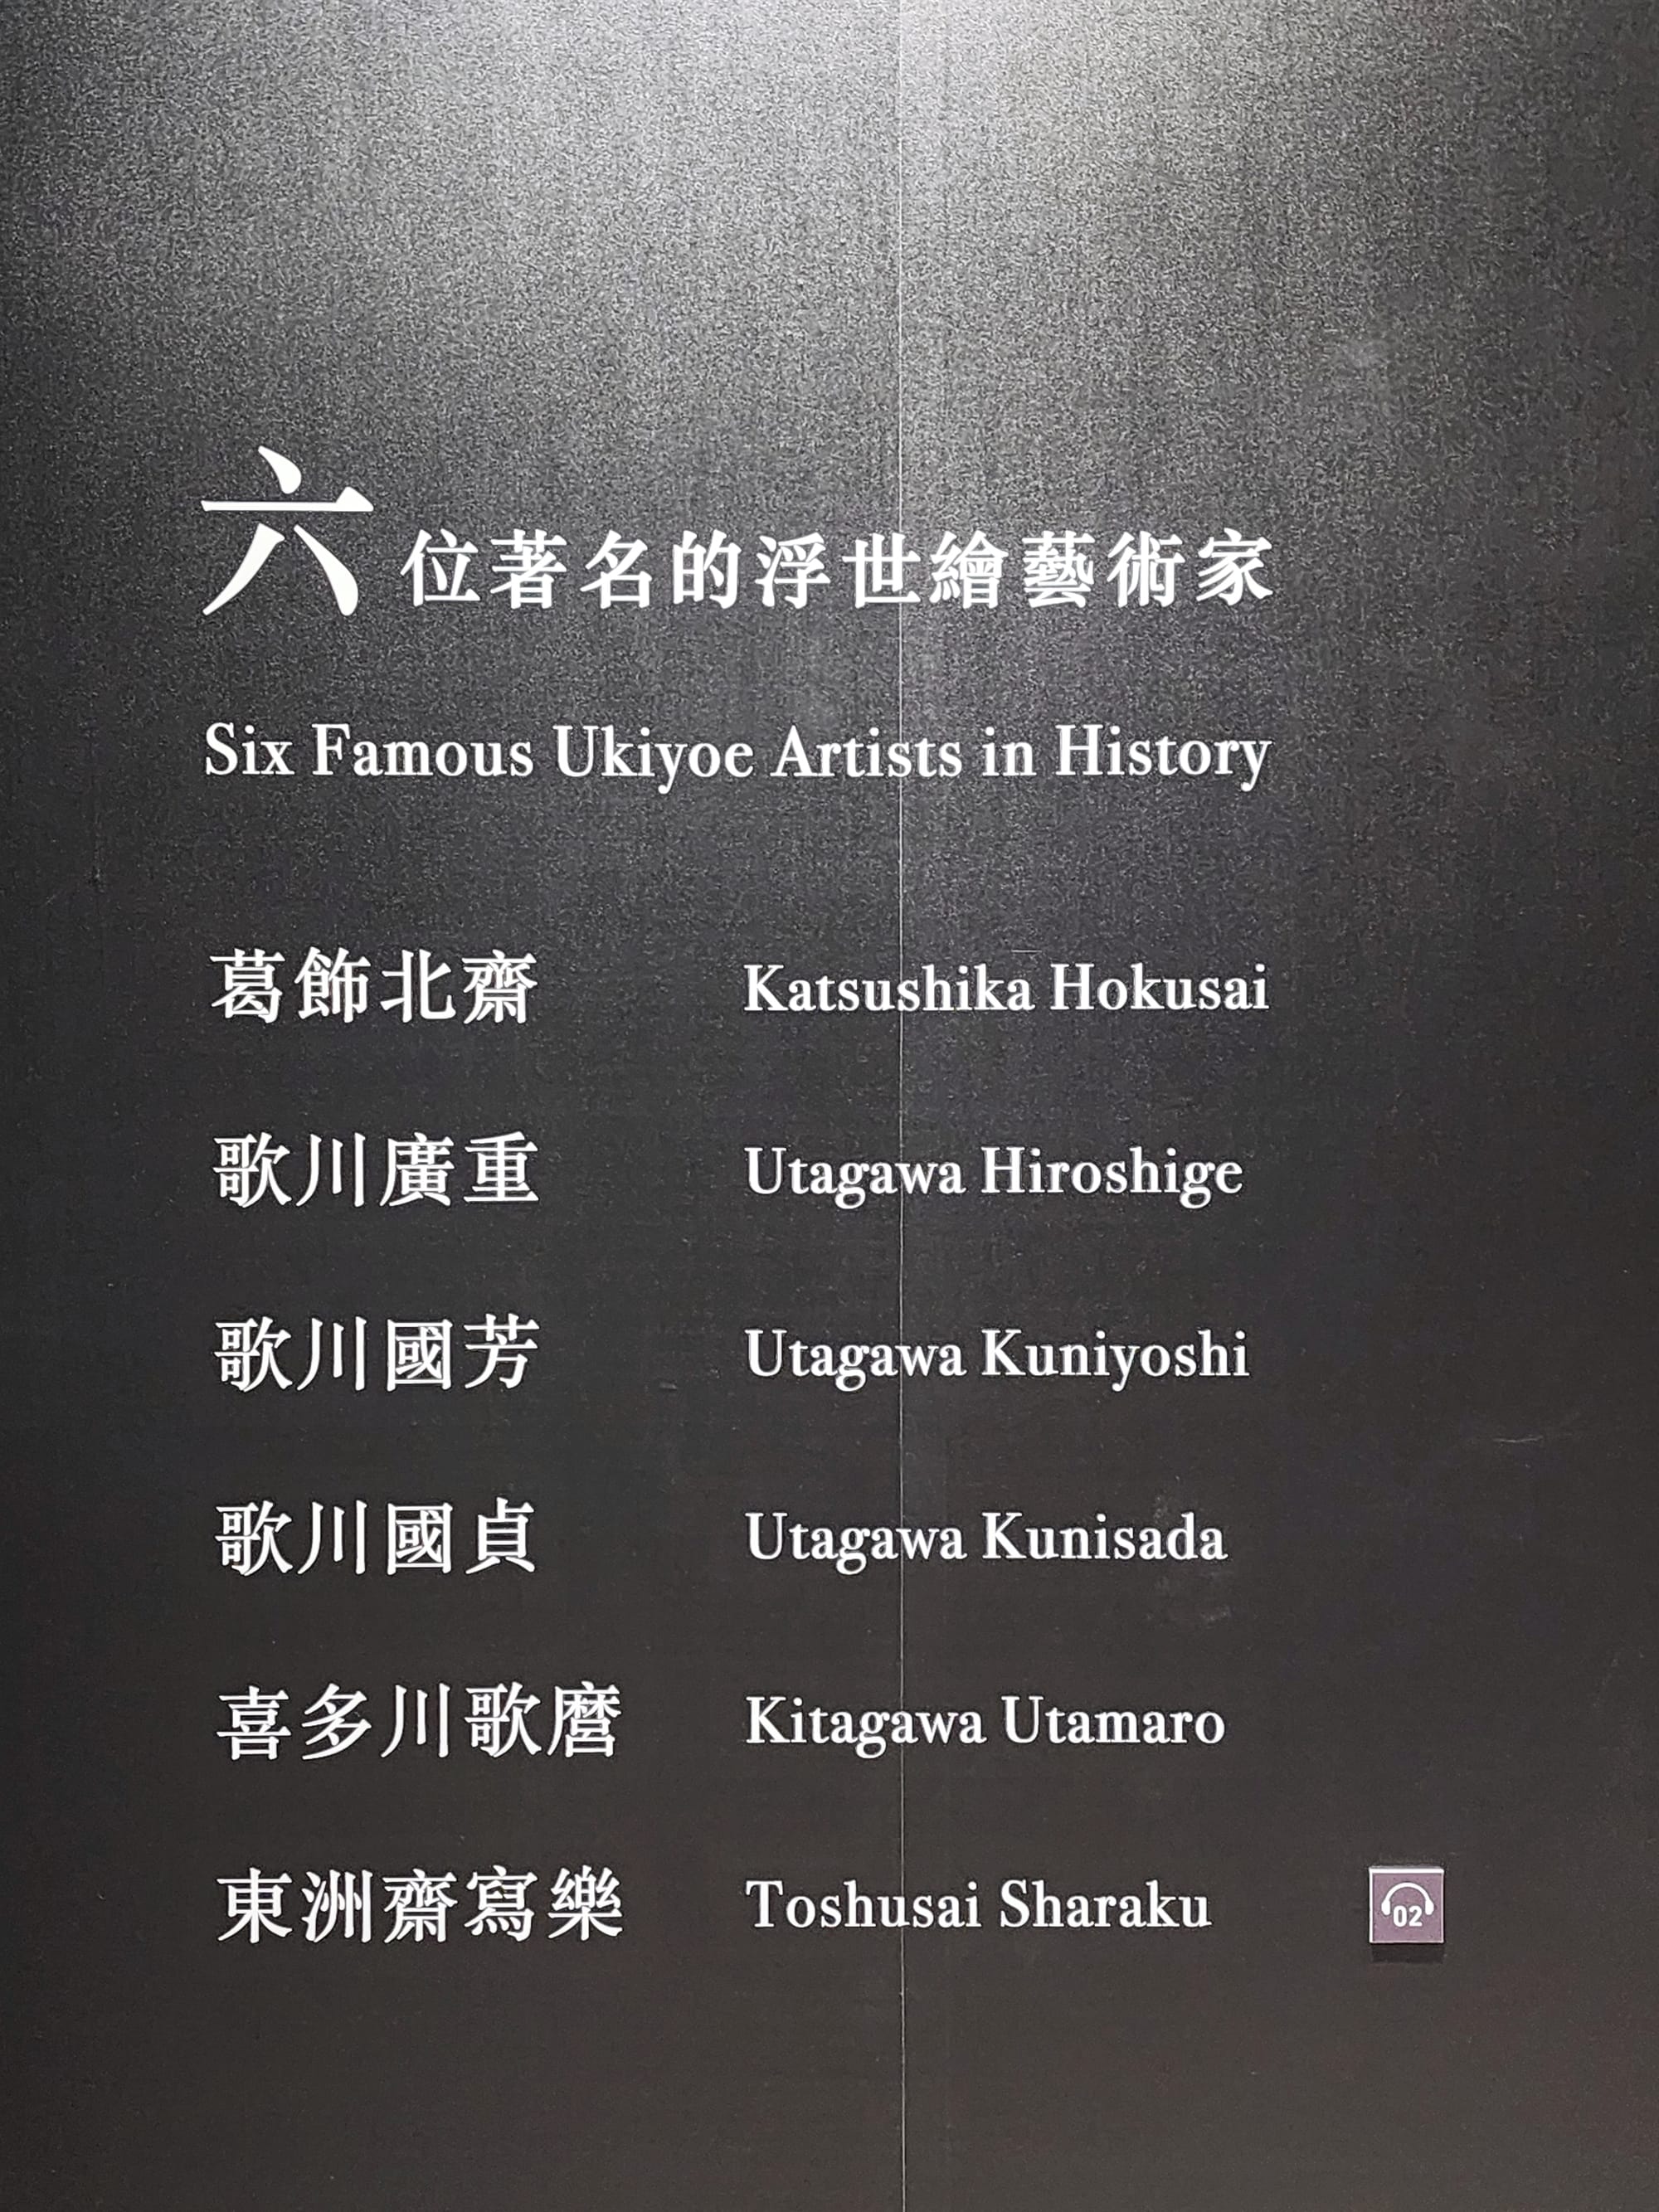 六位著名的浮世繪藝術家
Six Famous Ukiyoe Artists in History
葛飾北齋 Katsushika Hokusai
歌川廣重 Utagawa Hiroshige
歌川國芳 Utagawa Kuniyoshi
歌川國貞 Utagawa Kunisada
喜多川歌麿 Kitagawa Utamaro
東洲齋寫樂 Toshusai Sharaku
02